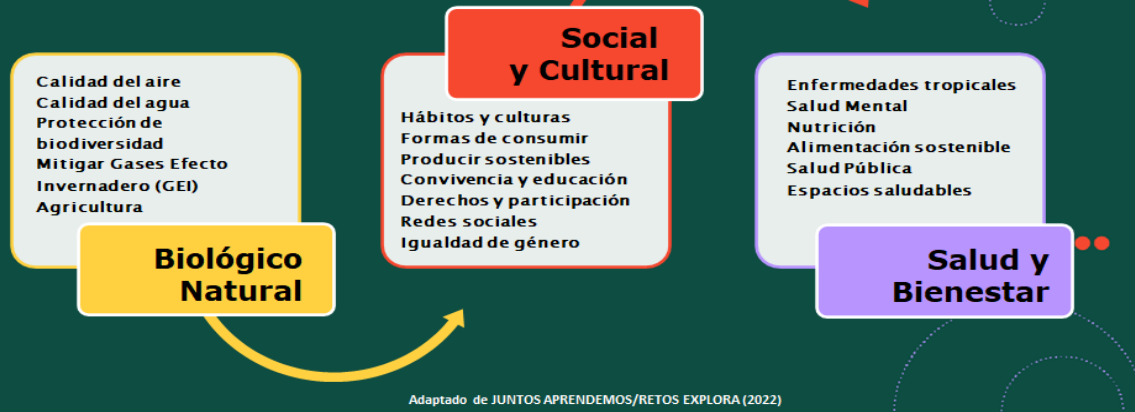 Calidad del aire
Calidad del agua
Protección de
biodiversidad
Mitigar Gases Efecto
Invernadero (GEI)
Agricultura
Biológico
Natural
Social
y Cultural
Hábitos y culturas
Formas de consumir
Producir sostenibles
Convivencia y educación
Derechos y participación
Redes sociales
Igualdad de género
Enfermedades tropicales
Salud Mental
Nutrición
Alimentación sostenible
Salud Pública
Espacios saludables
Salud y
Bienestar
Adaptado de JUNTOS APRENDEMOS/RETOS EXPLORA (2022)